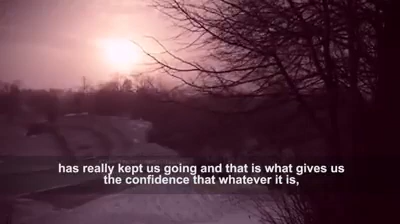 has really kept us going and that is what gives us
the confidence that whatever it is,